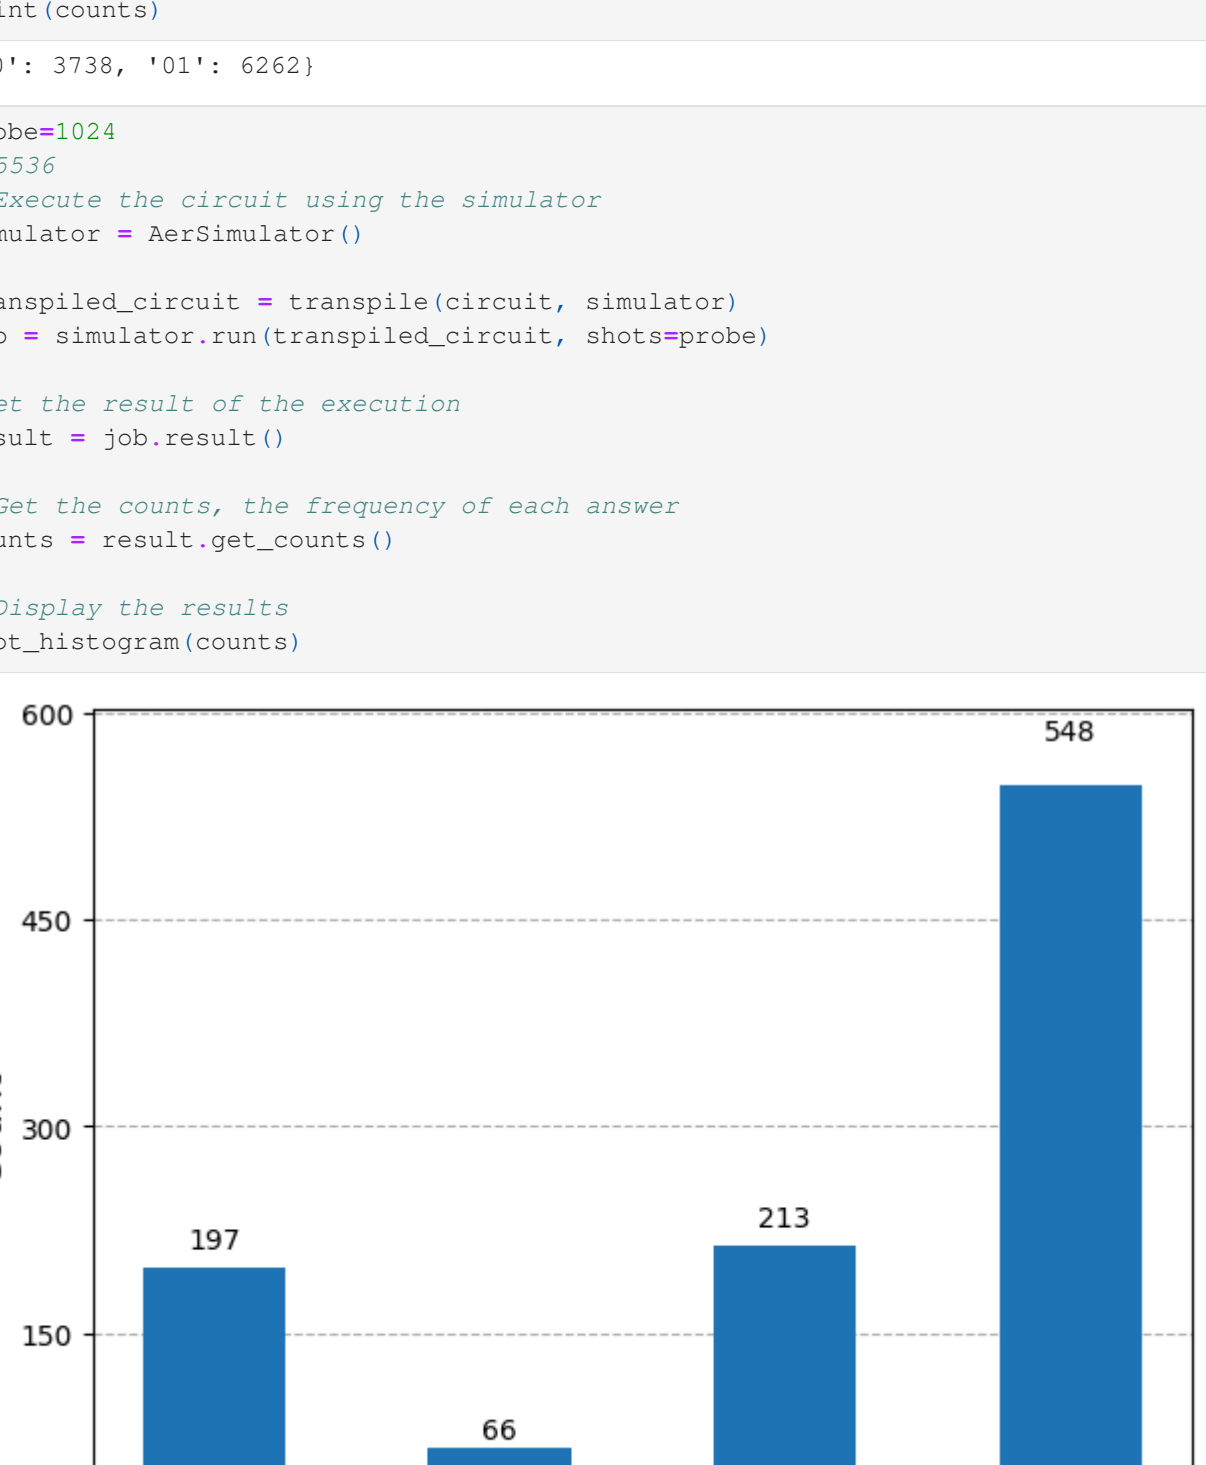 int(counts)
0': 3738, '01': 6262}
obe=1024
5536
Execute the circuit using the simulator
mulator = AerSimulator()
anspiled_circuit = transpile(circuit, simulator)
o = simulator.run(transpiled_circuit, shots=probe)
et the result of the execution
sult = job.result()
Get the counts, the frequency of each answer
unts = result.get_counts()
Display the results
ot_histogram(counts)
600
548
450
300
213
197
150
66